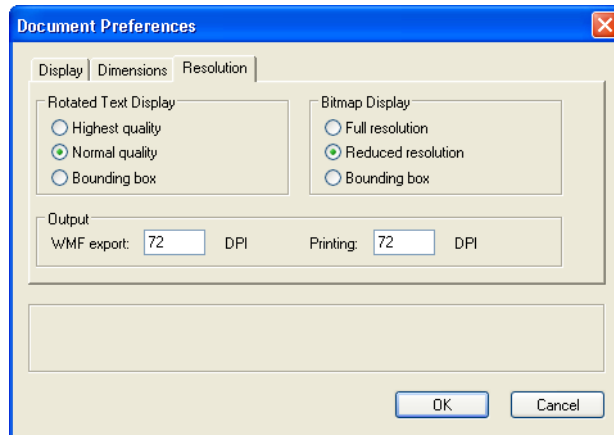 Document Preferences
Display Dimensions Resolution
Rotated Text Display
Highest quality
Normal quality
Bounding box
Bitmap Display
Full resolution
Reduced resolution
Bounding box
Output
WMF export: 72 DPI Printing: 72 DPI
OK Cancel